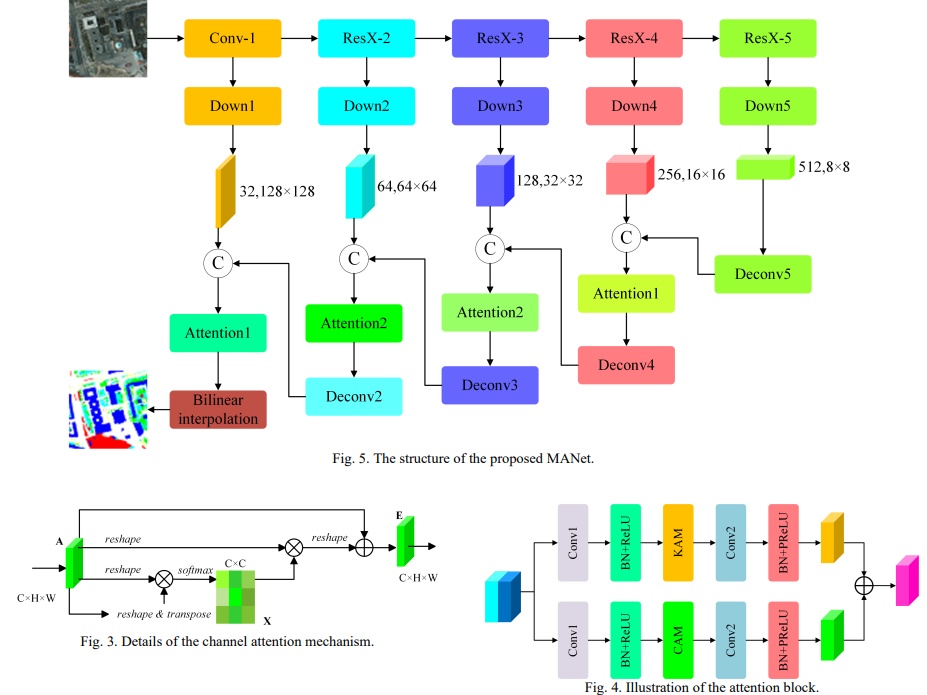 Conv-1 ResX-2 ResX-3 ResX-4 ResX-5
Down1 Down2 Down3 Down4 Down5
32,128×128 64,64×64 128,32×32 256,16×16 512,8×8
C C C C
Deconv5
Attention1 Attention2 Attention2 Attention1
Bilinear
interpolation
Deconv2 Deconv3 Deconv4
Fig. 5. The structure of the proposed MANet.
A
C×H×W
reshape
reshape
reshape & transpose
softmax
C×C
X
reshape
E
C×H×W
Fig. 3. Details of the channel attention mechanism.
Conv1 BN+ReLU KAM Conv2 BN+PReLU
Conv1 BN+ReLU CAM Conv2 BN+PReLU
Fig. 4. Illustration of the attention block.